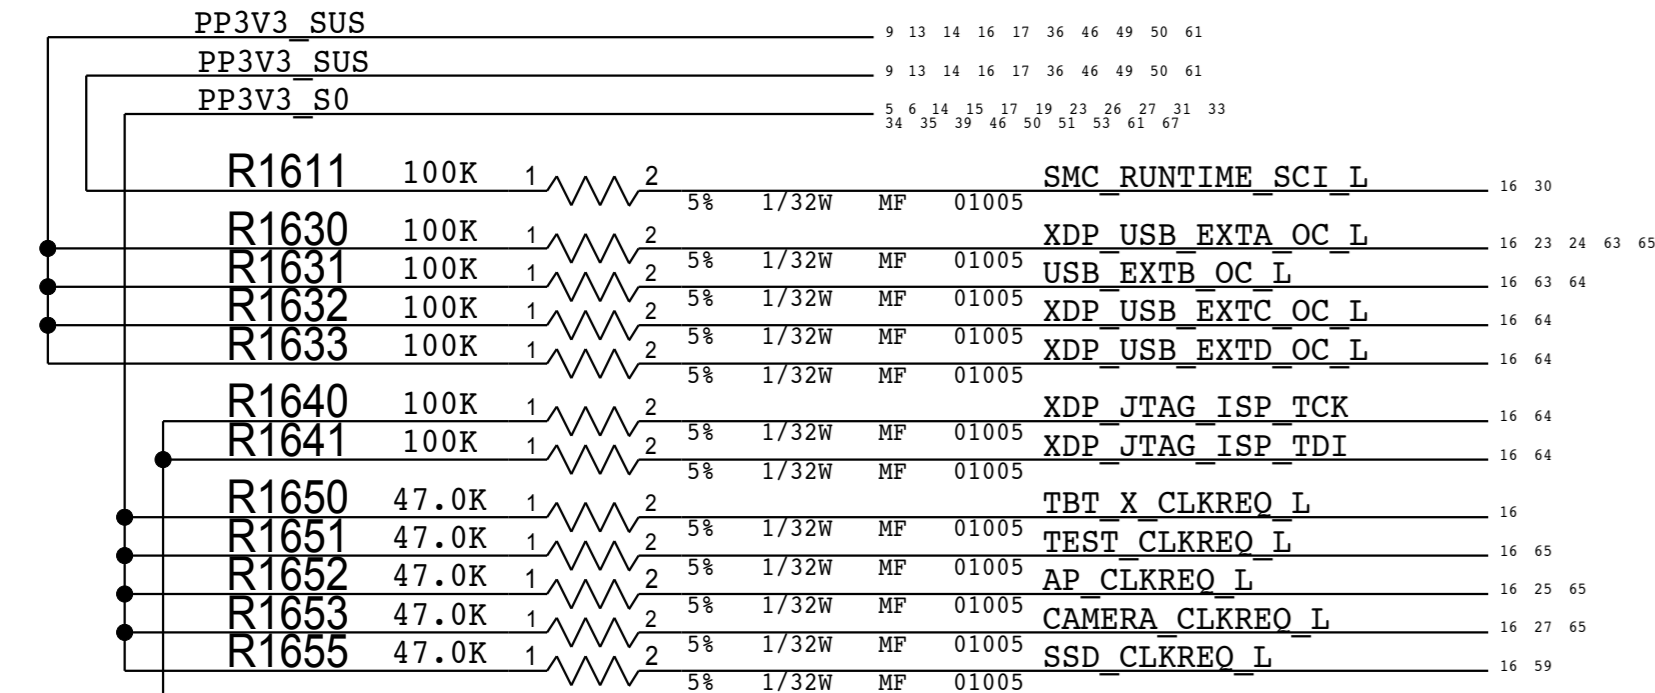 PP3V3_SUS 9 13 14 16 17 36 46 49 50 61
PP3V3_SUS 9 13 14 16 17 36 46 49 50 61
PP3V3_S0 5 6 14 15 17 19 23 26 27 31 33
34 35 39 46 50 51 53 61 67
R1611 100K 1 2 SMC_RUNTIME_SCI_L 16 30
5% 1/32W MF 01005
R1630 100K 1 2 XDP_USB_EXTA_OC_L 16 23 24 63 65
5% 1/32W MF 01005
R1631 100K 1 2 USB_EXTB_OC_L 16 63 64
5% 1/32W MF 01005
R1632 100K 1 2 XDP_USB_EXTC_OC_L 16 64
5% 1/32W MF 01005
R1633 100K 1 2 XDP_USB_EXTD_OC_L 16 64
5% 1/32W MF 01005
R1640 100K 1 2 XDP_JTAG_ISP_TCK 16 64
5% 1/32W MF 01005
R1641 100K 1 2 XDP_JTAG_ISP_TDI 16 64
5% 1/32W MF 01005
R1650 47.0K 1 2 TBT_X_CLKREQ_L 16
5% 1/32W MF 01005
R1651 47.0K 1 2 TEST_CLKREQ_L 16 65
5% 1/32W MF 01005
R1652 47.0K 1 2 AP_CLKREQ_L 16 25 65
5% 1/32W MF 01005
R1653 47.0K 1 2 CAMERA_CLKREQ_L 16 27 65
5% 1/32W MF 01005
R1655 47.0K 1 2 SSD_CLKREQ_L 16 59
5% 1/32W MF 01005